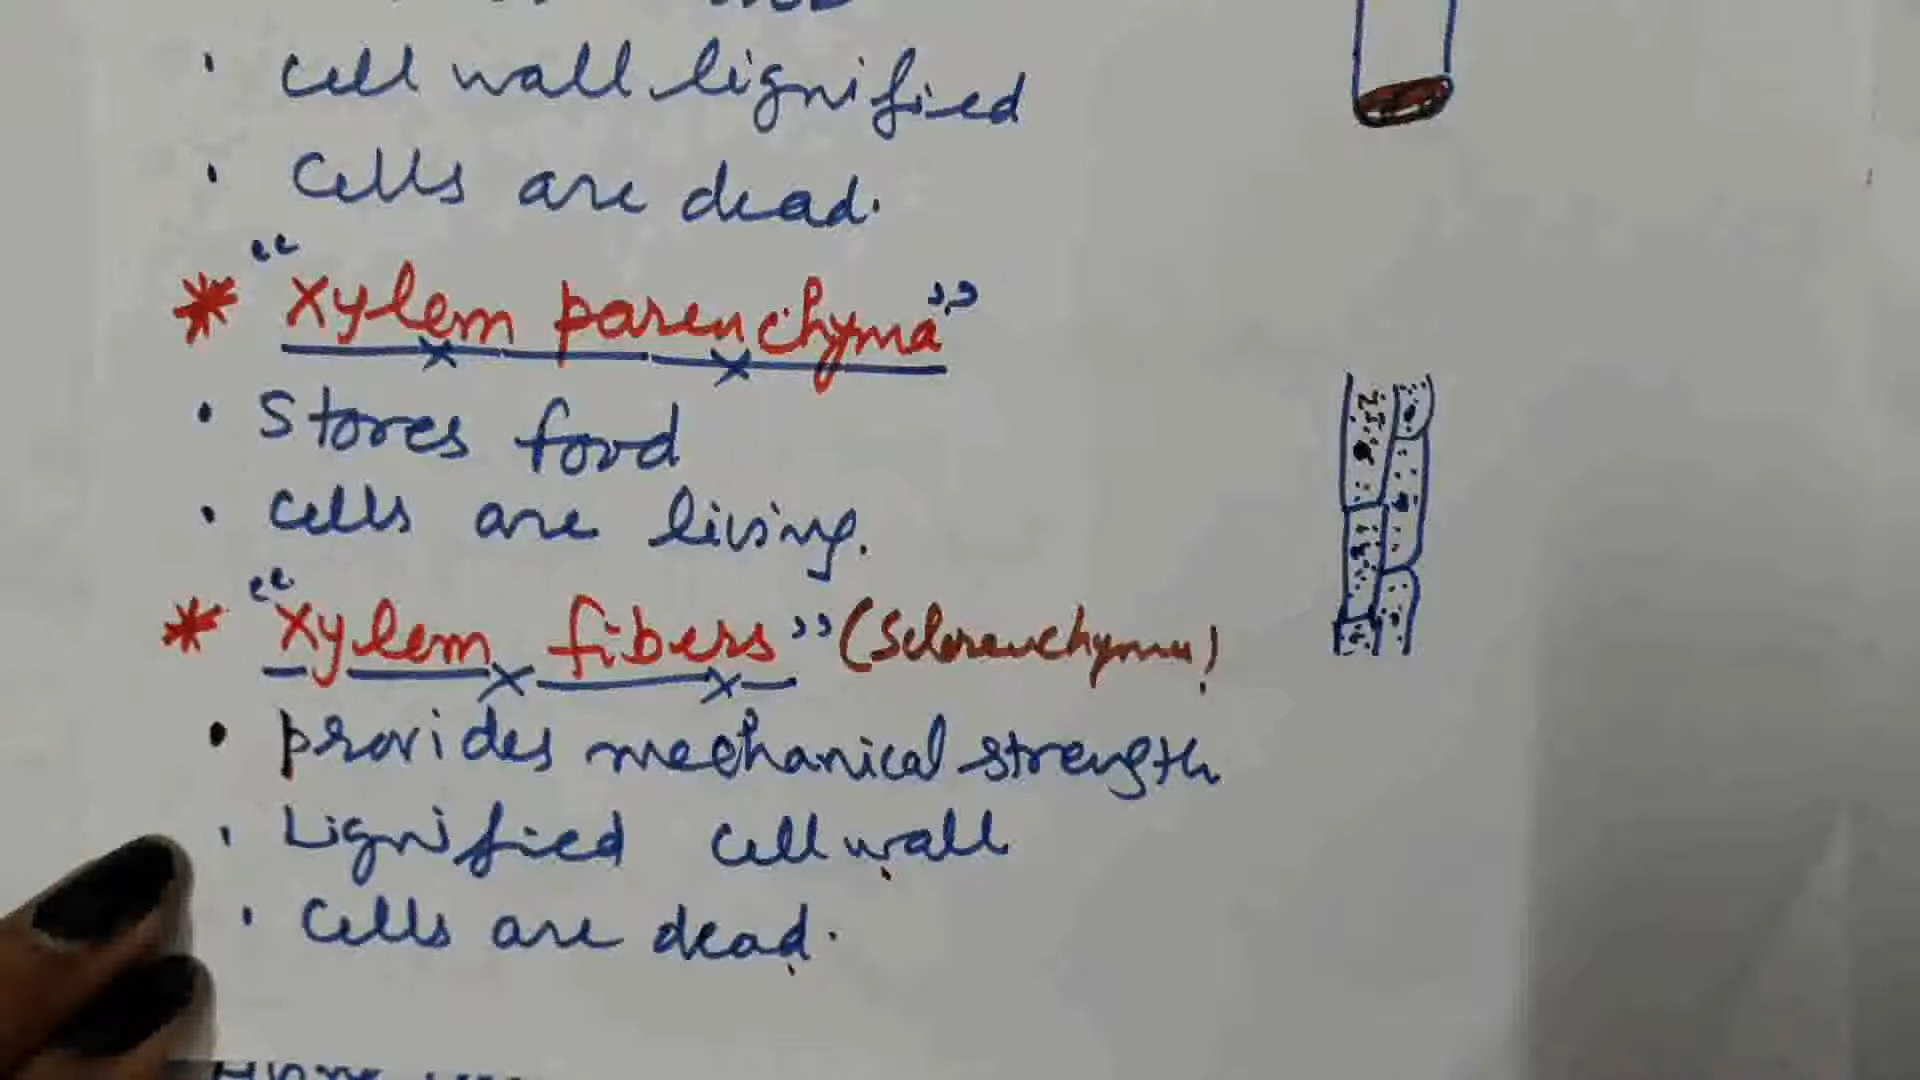 · cell wall lignified
· Cells are dead.
* "Xylem parenchyma"
· Stores food
· cells are living.
* "Xylem fibers" (Sclerenchyma)
· provides mechanical strength
· Lignified cell wall
· Cells are dead.